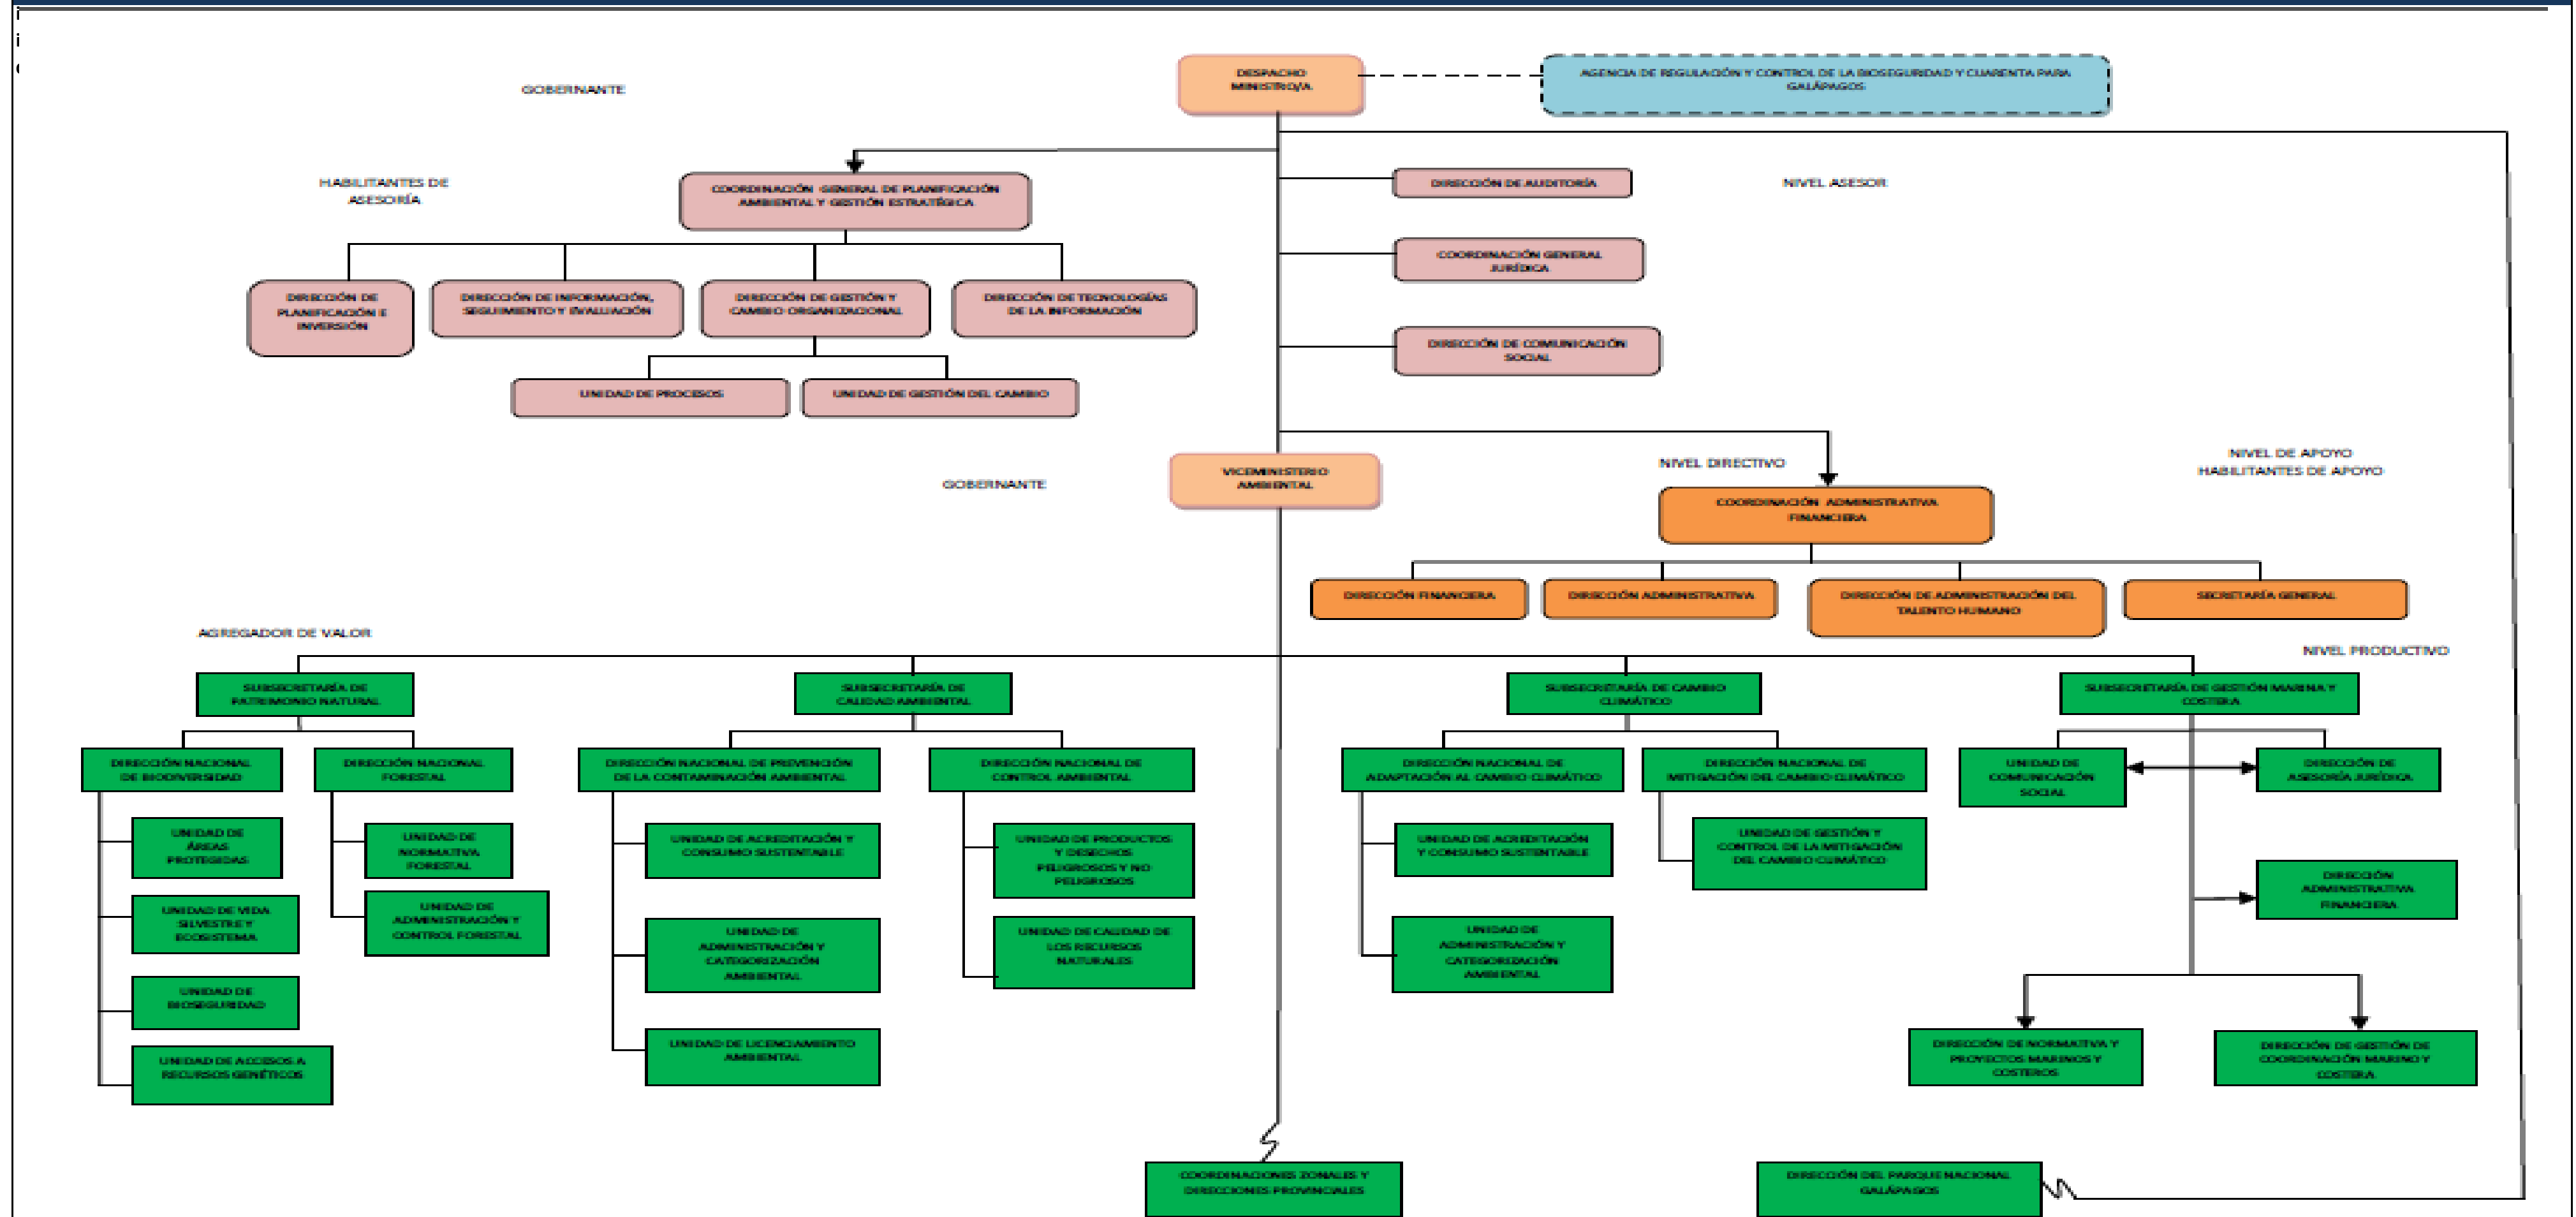 DESPACHO
MINISTRO/A
AGENCIA DE REGULACIÓN Y CONTROL DE LA BIOSEGURIDAD Y CUARENTA PARA
GALÁPAGOS
GOBERNANTE
HABILITANTES DE
ASESORÍA
COORDINACIÓN GENERAL DE PLANIFICACIÓN
AMBIENTAL Y GESTIÓN ESTRATÉGICA
DIRECCIÓN DE AUDITORÍA
NIVEL ASESOR
COORDINACIÓN GENERAL
JURÍDICA
DIRECCIÓN DE
PLANIFICACIÓN E
INVERSIÓN
DIRECCIÓN DE INFORMACIÓN,
SEGUIMIENTO Y EVALUACIÓN
DIRECCIÓN DE GESTIÓN Y
CAMBIO ORGANIZACIONAL
DIRECCIÓN DE TECNOLOGÍAS
DE LA INFORMACIÓN
DIRECCIÓN DE COMUNICACIÓN
SOCIAL
UNIDAD DE PROCESOS
UNIDAD DE GESTIÓN DEL CAMBIO
VICEMINISTERIO
AMBIENTAL
GOBERNANTE
NIVEL DIRECTIVO
NIVEL DE APOYO
HABILITANTES DE APOYO
COORDINACIÓN ADMINISTRATIVA
FINANCIERA
DIRECCIÓN FINANCIERA
DIRECCIÓN ADMINISTRATIVA
DIRECCIÓN DE ADMINISTRACIÓN DEL
TALENTO HUMANO
SECRETARÍA GENERAL
AGREGADOR DE VALOR
NIVEL PRODUCTIVO
SUBSECRETARÍA DE
PATRIMONIO NATURAL
SUBSECRETARÍA DE
CALIDAD AMBIENTAL
SUBSECRETARÍA DE CAMBIO
CLIMÁTICO
SUBSECRETARÍA DE GESTIÓN MARINA Y
COSTERA
DIRECCIÓN NACIONAL
DE BIODIVERSIDAD
DIRECCIÓN NACIONAL
FORESTAL
DIRECCIÓN NACIONAL DE PREVENCIÓN
DE LA CONTAMINACIÓN AMBIENTAL
DIRECCIÓN NACIONAL DE
CONTROL AMBIENTAL
DIRECCIÓN NACIONAL DE
ADAPTACIÓN AL CAMBIO CLIMÁTICO
DIRECCIÓN NACIONAL DE
MITIGACIÓN DEL CAMBIO CLIMÁTICO
UNIDAD DE
COMUNICACIÓN
SOCIAL
DIRECCIÓN DE
ASESORÍA JURÍDICA
UNIDAD DE
ÁREAS
PROTEGIDAS
UNIDAD DE
NORMATIVA
FORESTAL
UNIDAD DE ACREDITACIÓN Y
CONSUMO SUSTENTABLE
UNIDAD DE PRODUCTOS
Y DESECHOS
PELIGROSOS Y NO
PELIGROSOS
UNIDAD DE ACREDITACIÓN
Y CONSUMO SUSTENTABLE
UNIDAD DE GESTIÓN Y
CONTROL DE LA MITIGACIÓN
DEL CAMBIO CLIMÁTICO
DIRECCIÓN
ADMINISTRATIVA
FINANCIERA
UNIDAD DE VIDA
SILVESTRE Y
ECOSISTEMA
UNIDAD DE
ADMINISTRACIÓN Y
CONTROL FORESTAL
UNIDAD DE
ADMINISTRACIÓN Y
CATEGORIZACIÓN
AMBIENTAL
UNIDAD DE CALIDAD DE
LOS RECURSOS
NATURALES
UNIDAD DE
ADMINISTRACIÓN Y
CATEGORIZACIÓN
AMBIENTAL
UNIDAD DE
BIOSEGURIDAD
UNIDAD DE ACCESOS A
RECURSOS GENÉTICOS
UNIDAD DE LICENCIAMIENTO
AMBIENTAL
DIRECCIÓN DE NORMATIVA Y
PROYECTOS MARINOS Y
COSTEROS
DIRECCIÓN DE GESTIÓN DE
COORDINACIÓN MARINO Y
COSTERA
COORDINACIONES ZONALES Y
DIRECCIONES PROVINCIALES
DIRECCIÓN DEL PARQUE NACIONAL
GALÁPAGOS